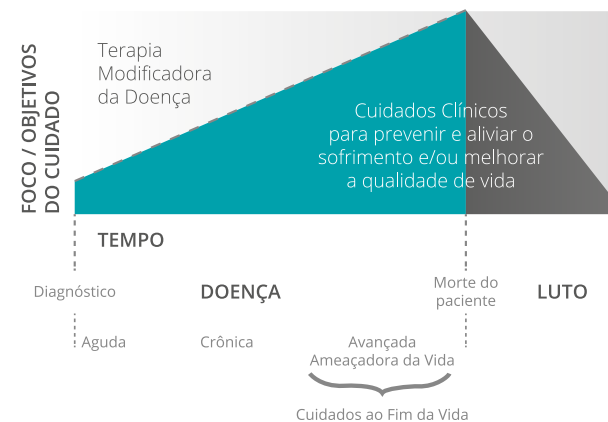 FOCO / OBJETIVOS
DO CUIDADO
Terapia
Modificadora
da Doença
Cuidados Clínicos
para prevenir e aliviar o
sofrimento e/ou melhorar
a qualidade de vida
TEMPO
Diagnóstico
DOENÇA
Morte do
paciente
LUTO
Aguda
Crônica
Avançada
Ameaçadora da Vida
Cuidados ao Fim da Vida